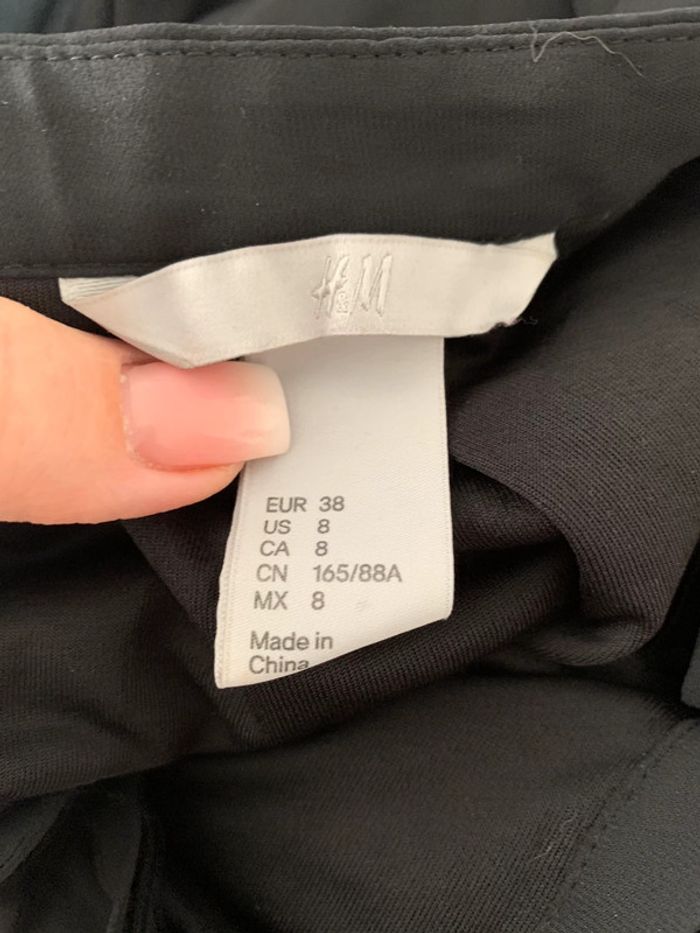 H&M
EUR 38
US 8
CA 8
CN 165/88A
MX 8
Made in
China